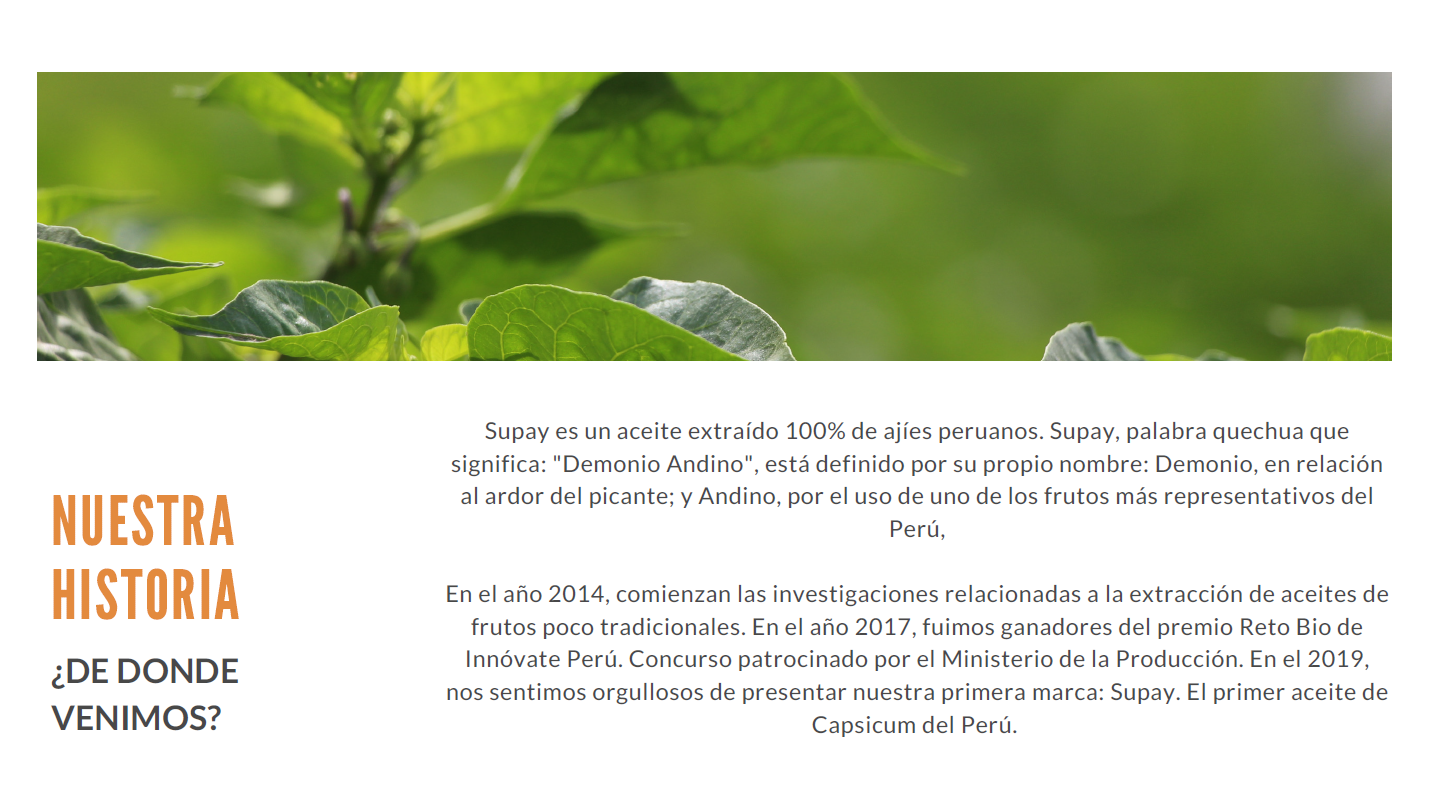 NUESTRA
HISTORIA
¿DE DONDE
VENIMOS?
Supay es un aceite extraído 100% de ajíes peruanos. Supay, palabra quechua que
significa: "Demonio Andino", está definido por su propio nombre: Demonio, en relación
al ardor del picante; y Andino, por el uso de uno de los frutos más representativos del
Perú,
En el año 2014, comienzan las investigaciones relacionadas a la extracción de aceites de
frutos poco tradicionales. En el año 2017, fuimos ganadores del premio Reto Bio de
Innóvate Perú. Concurso patrocinado por el Ministerio de la Producción. En el 2019,
nos sentimos orgullosos de presentar nuestra primera marca: Supay. El primer aceite de
Capsicum del Perú.